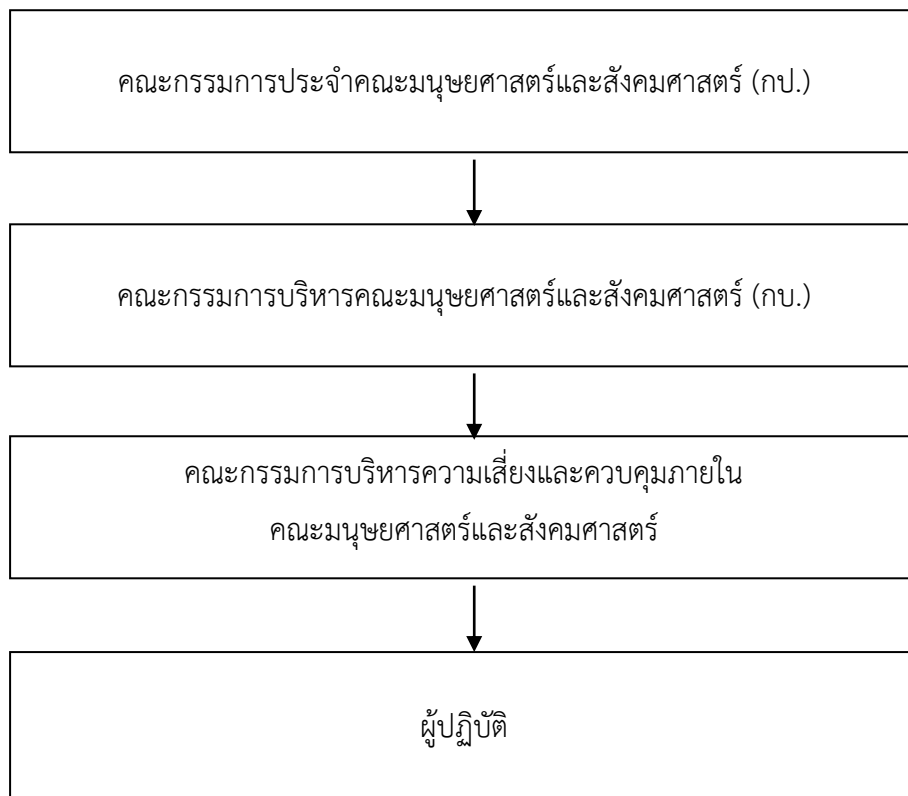 คณะกรรมการประจำคณะมนุษยศาสตร์และสังคมศาสตร์ (กป.)
คณะกรรมการบริหารคณะมนุษยศาสตร์และสังคมศาสตร์ (กบ.)
คณะกรรมการบริหารความเสี่ยงและควบคุมภายใน
คณะมนุษยศาสตร์และสังคมศาสตร์
ผู้ปฏิบัติ